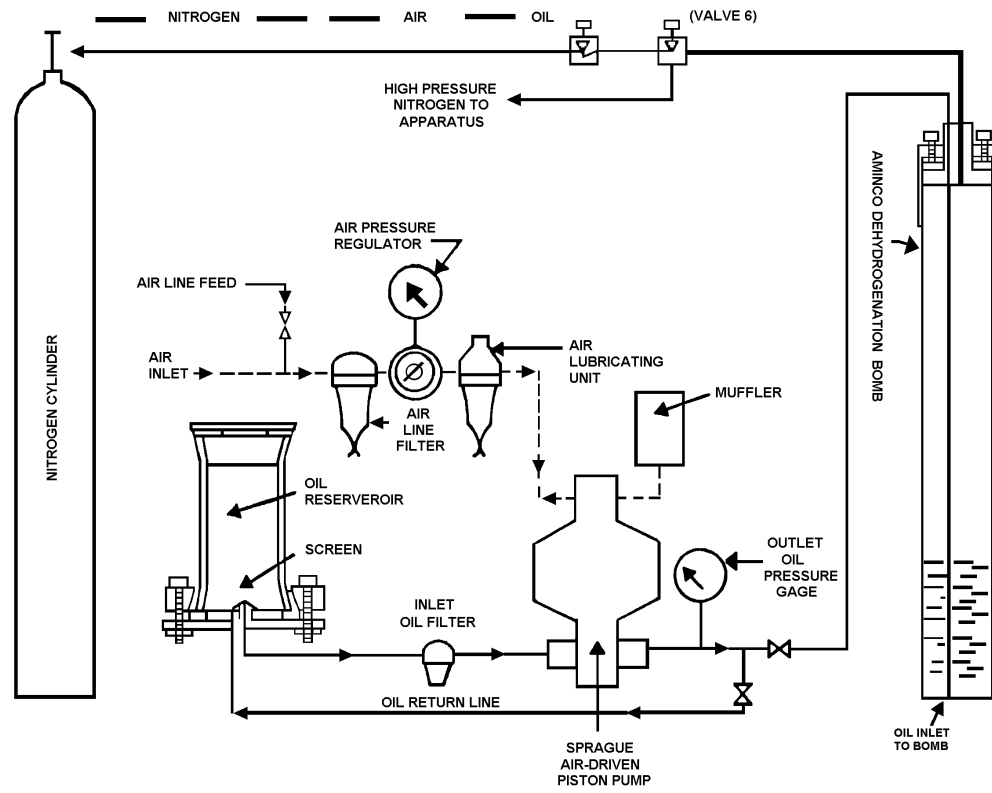 NITROGEN AIR OIL (VALVE 6)
HIGH PRESSURE
NITROGEN TO
APPARATUS
NITROGEN CYLINDER
AMINCO DEHYDROGENATION BOMB
AIR PRESSURE
REGULATOR
AIR LINE FEED
AIR
INLET
AIR
LUBRICATING
UNIT
MUFFLER
AIR
LINE
FILTER
OIL
RESERVEROIR
SCREEN
OUTLET
OIL
PRESSURE
GAGE
INLET
OIL FILTER
OIL RETURN LINE
SPRAGUE
AIR-DRIVEN
PISTON PUMP
OIL INLET
TO BOMB